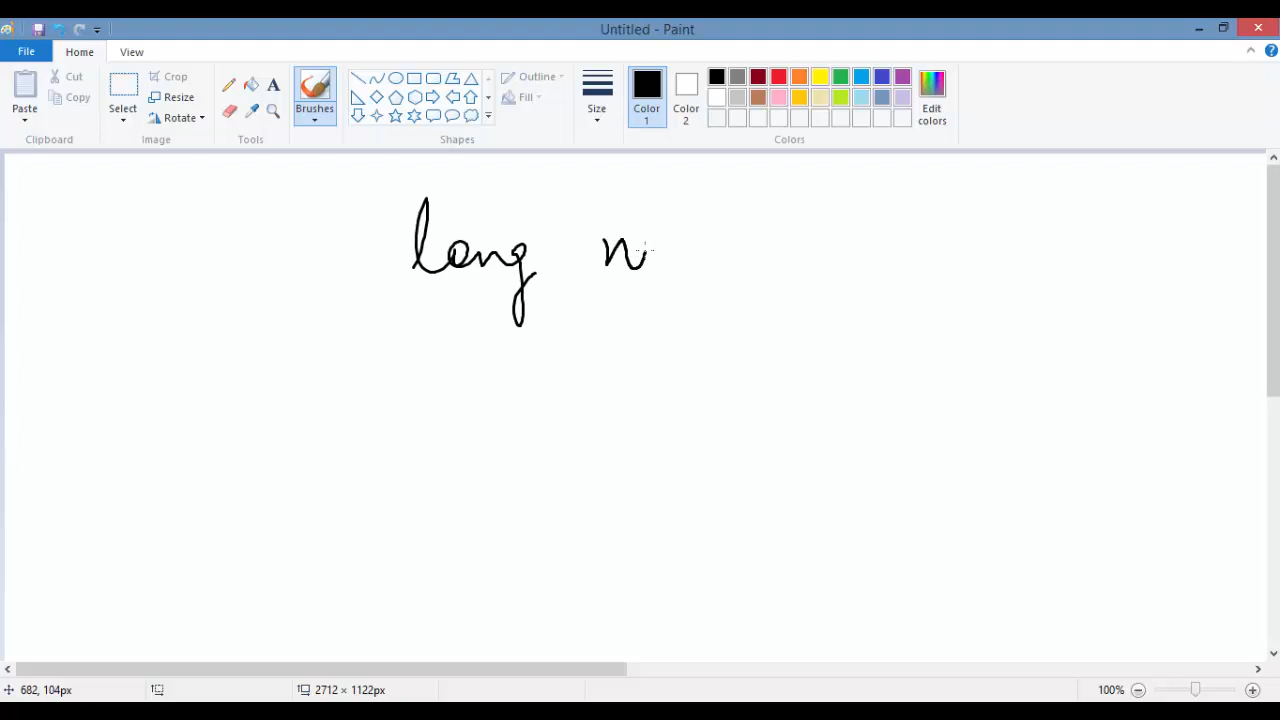 Untitled - Paint
File Home View
Paste
Cut
Copy
Clipboard
Select
Crop
Resize
Rotate
Image
Tools
Brushes
Shapes
Outline
Fill
Size
Color 1
Color 2
Edit colors
Colors
long n
682, 104px
2712 × 1122px
100%